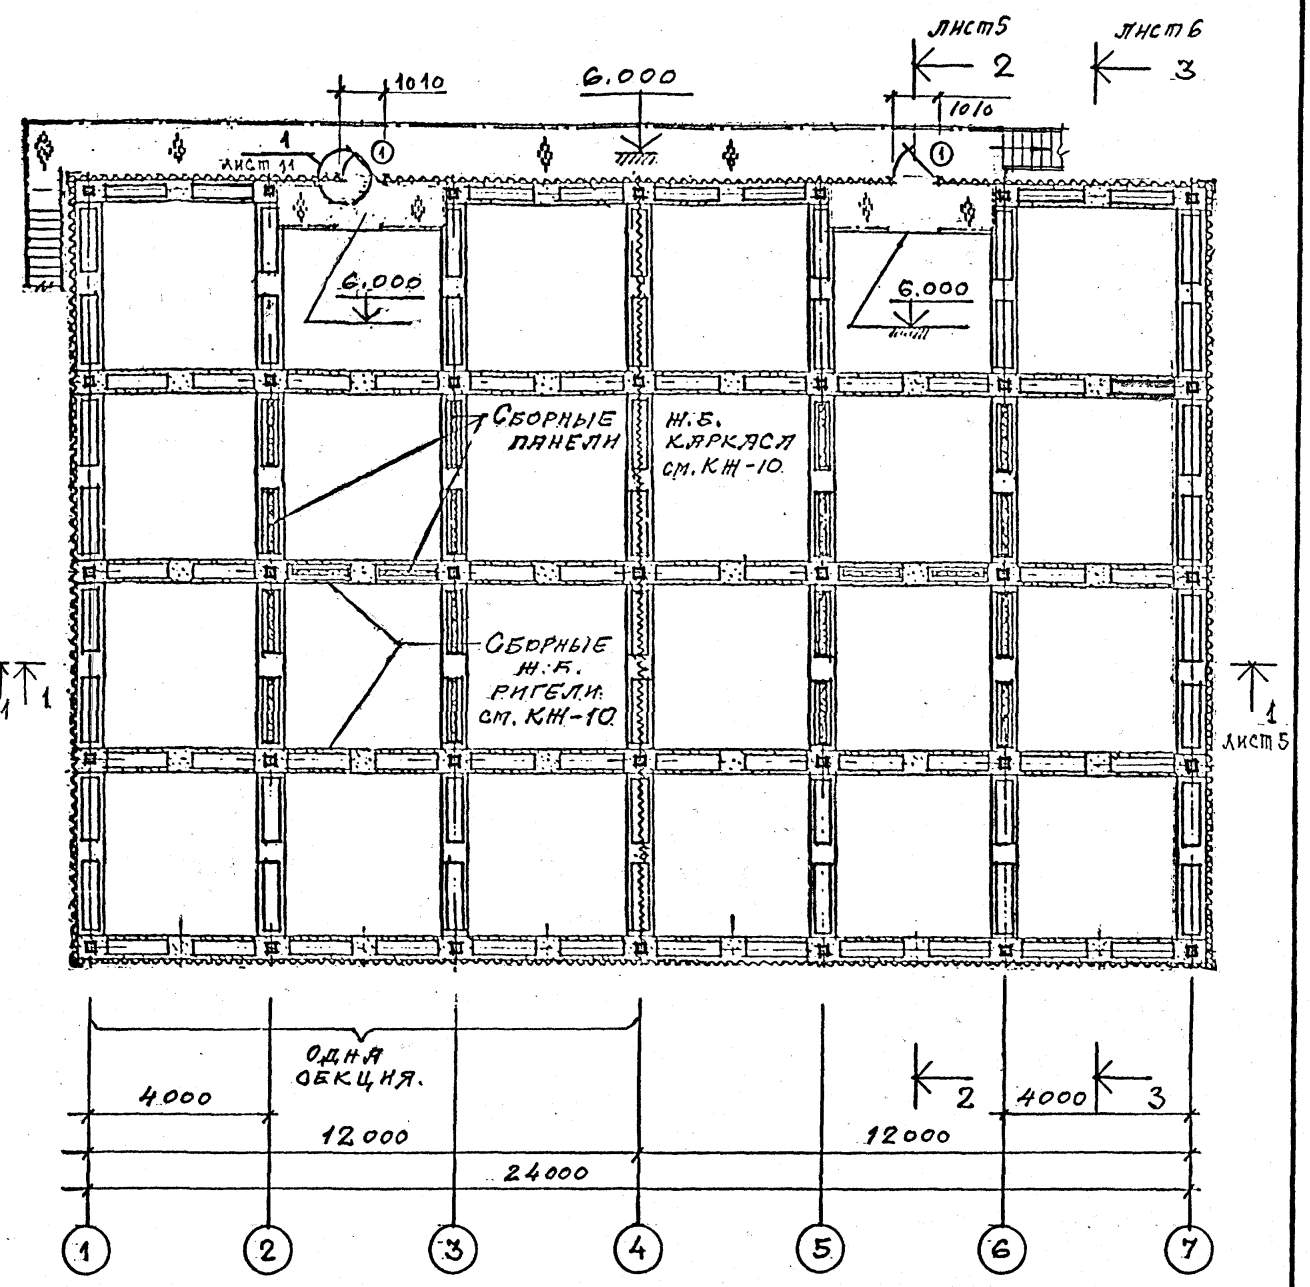 лист5
лист6
2
3
1010
6.000
1010
1
лист 11
1
1
6.000
6.000
СБОРНЫЕ
ПАНЕЛИ
Ж.Б.
КАРКАСА
см. КЖ-10.
СБОРНЫЕ
Ж.Б.
РИГЕЛИ.
см. КЖ-10.
1
1
1
лист 5
ОДНА
СЕКЦИЯ.
4000
2
4000
3
12000
12000
24000
1
2
3
4
5
6
7